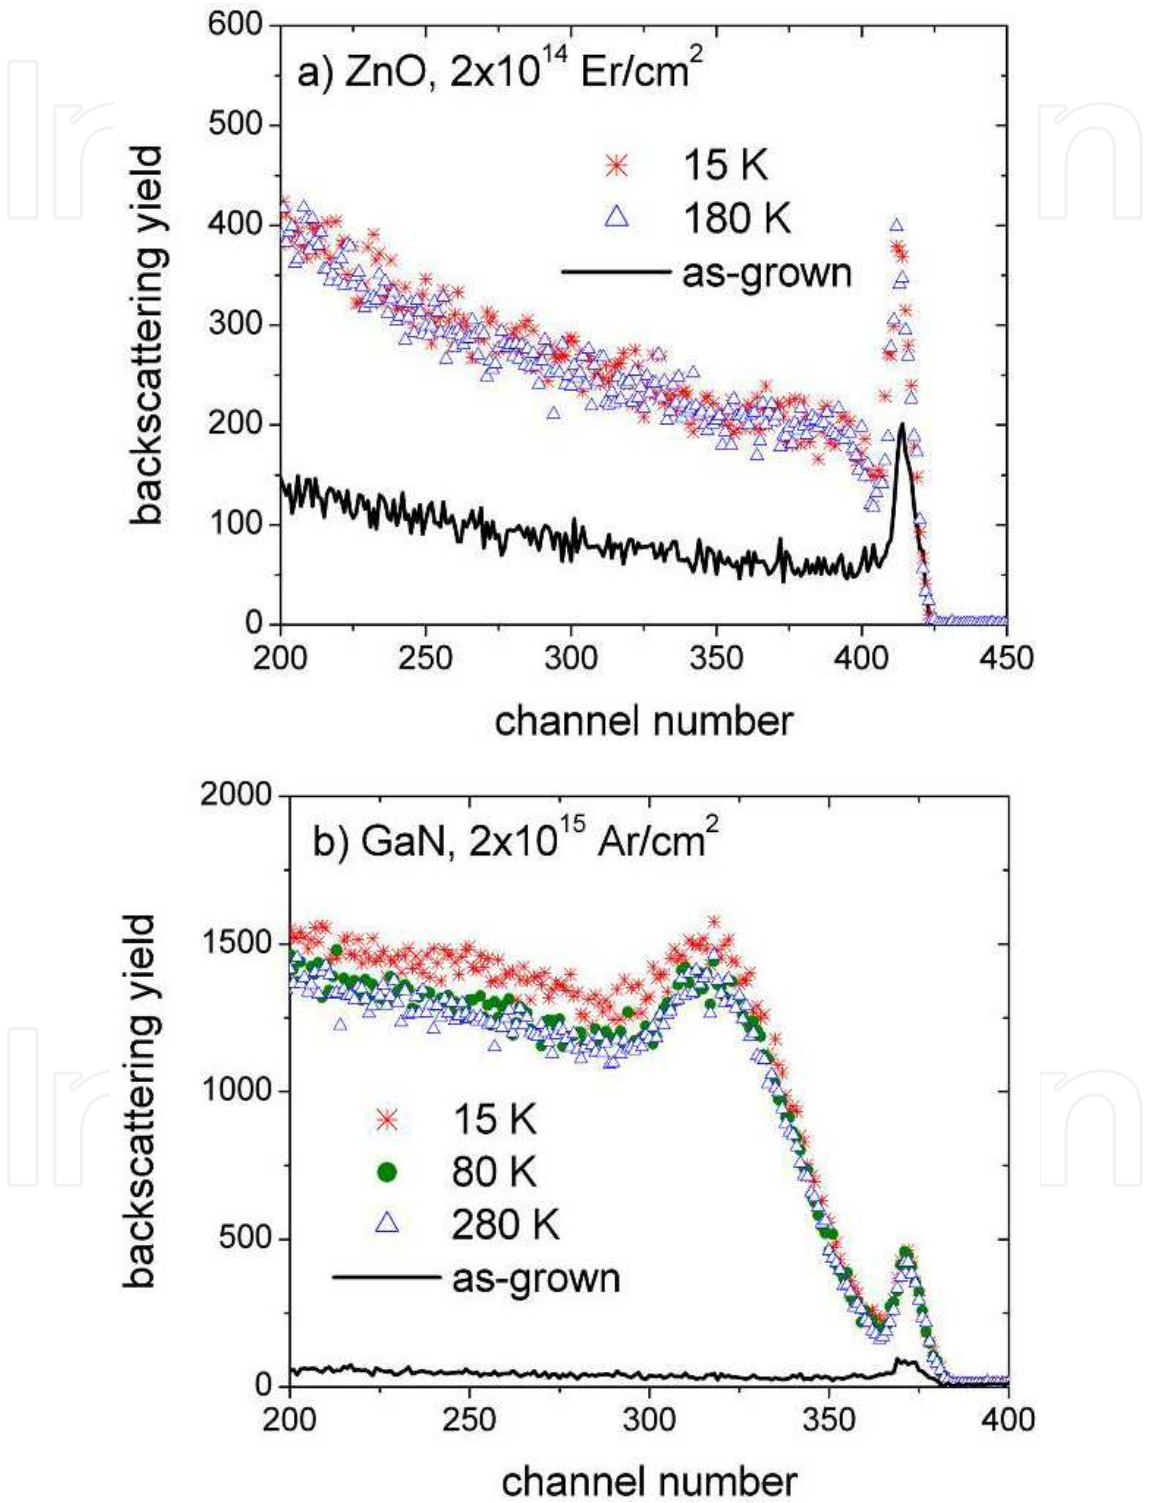 600
a) ZnO, 2x10¹⁴ Er/cm²
500
15 K
400
180 K
as-grown
300
200
100
0
backscattering yield
200 250 300 350 400 450
channel number
2000
b) GaN, 2x10¹⁵ Ar/cm²
1500
1000
15 K
80 K
500
280 K
as-grown
0
backscattering yield
200 250 300 350 400
channel number